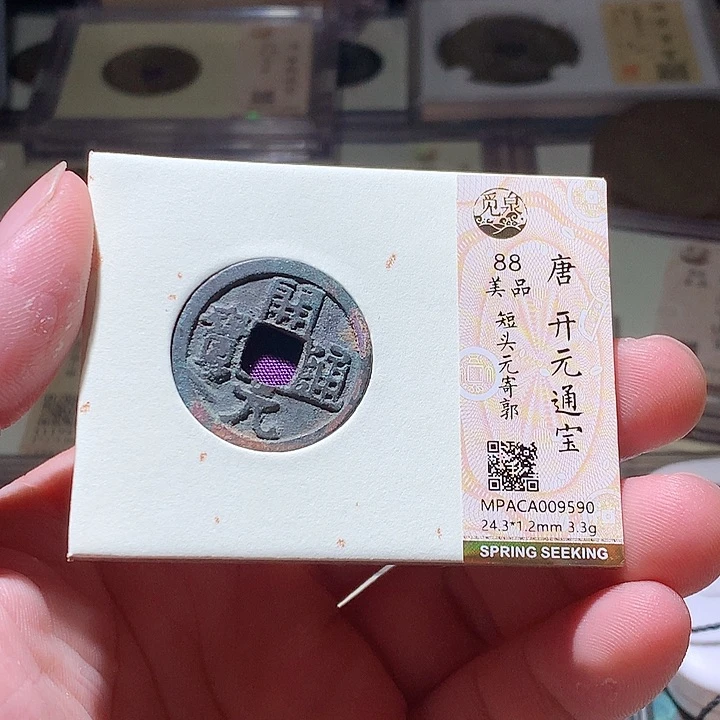 觅泉
唐 开元通宝
88
美品
短头元寄郭
MPACA009590
24.3*1.2mm 3.3g
SPRING SEEKING
開
元
通
寶